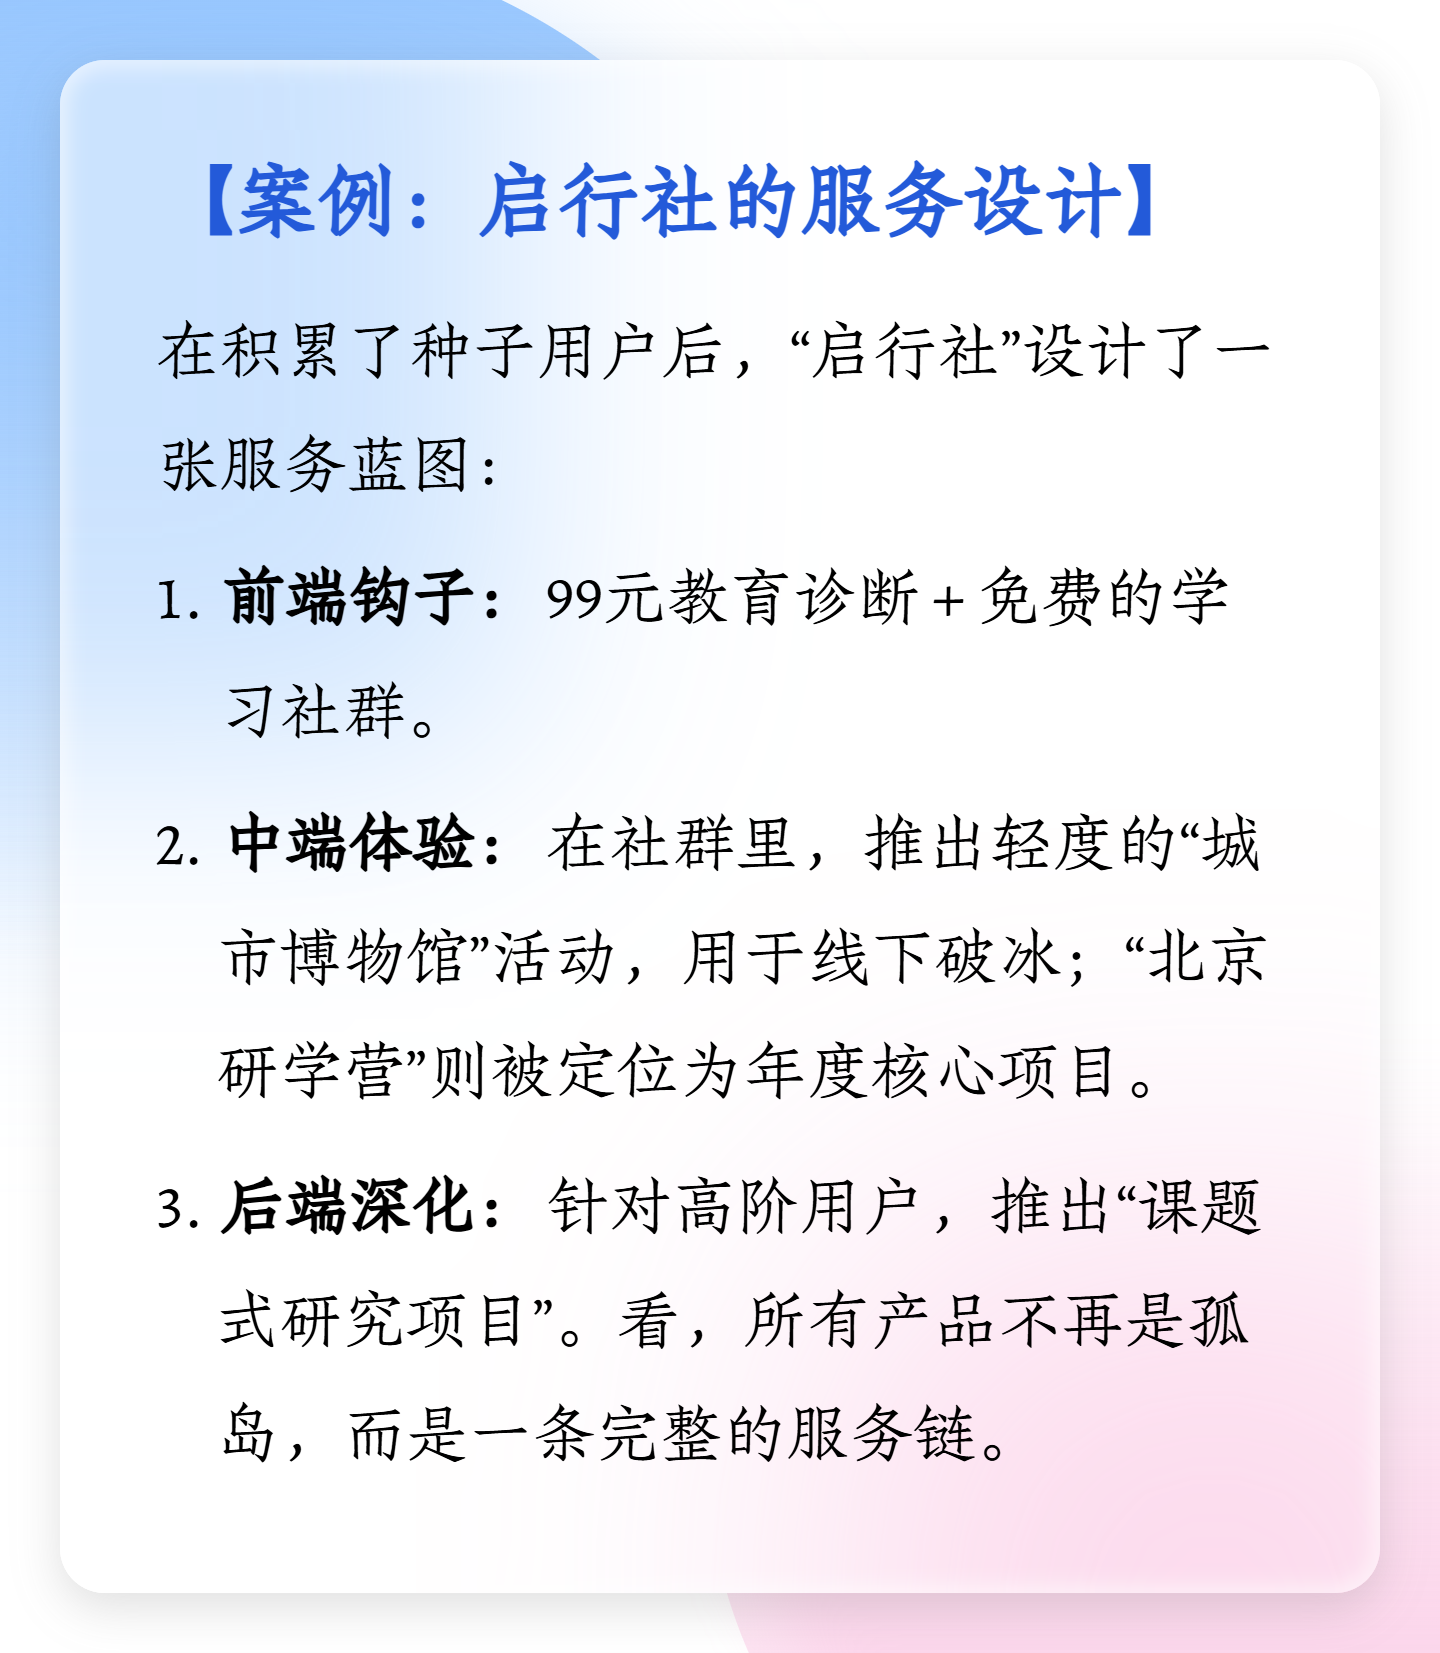 【案例：启行社的服务设计】
在积累了种子用户后，“启行社”设计了一
张服务蓝图：
1. 前端钩子：99元教育诊断 + 免费的学
习社群。
2. 中端体验：在社群里，推出轻度的“城
市博物馆”活动，用于线下破冰；“北京
研学营”则被定位为年度核心项目。
3. 后端深化：针对高阶用户，推出“课题
式研究项目”。看，所有产品不再是孤
岛，而是一条完整的服务链。